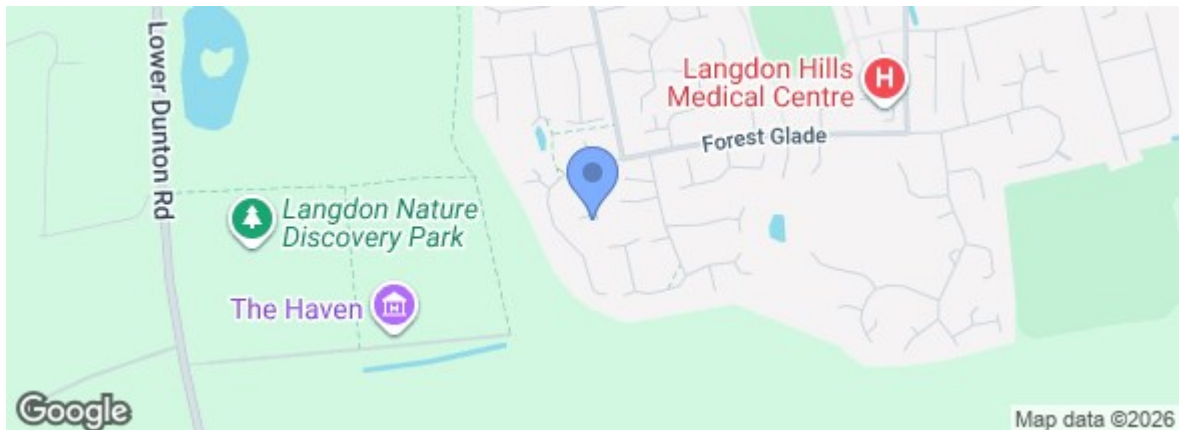 Lower Dunton Rd
Langdon Hills
Medical Centre
H
Forest Glade
Langdon Nature
Discovery Park
The Haven
Google
Map data ©2026